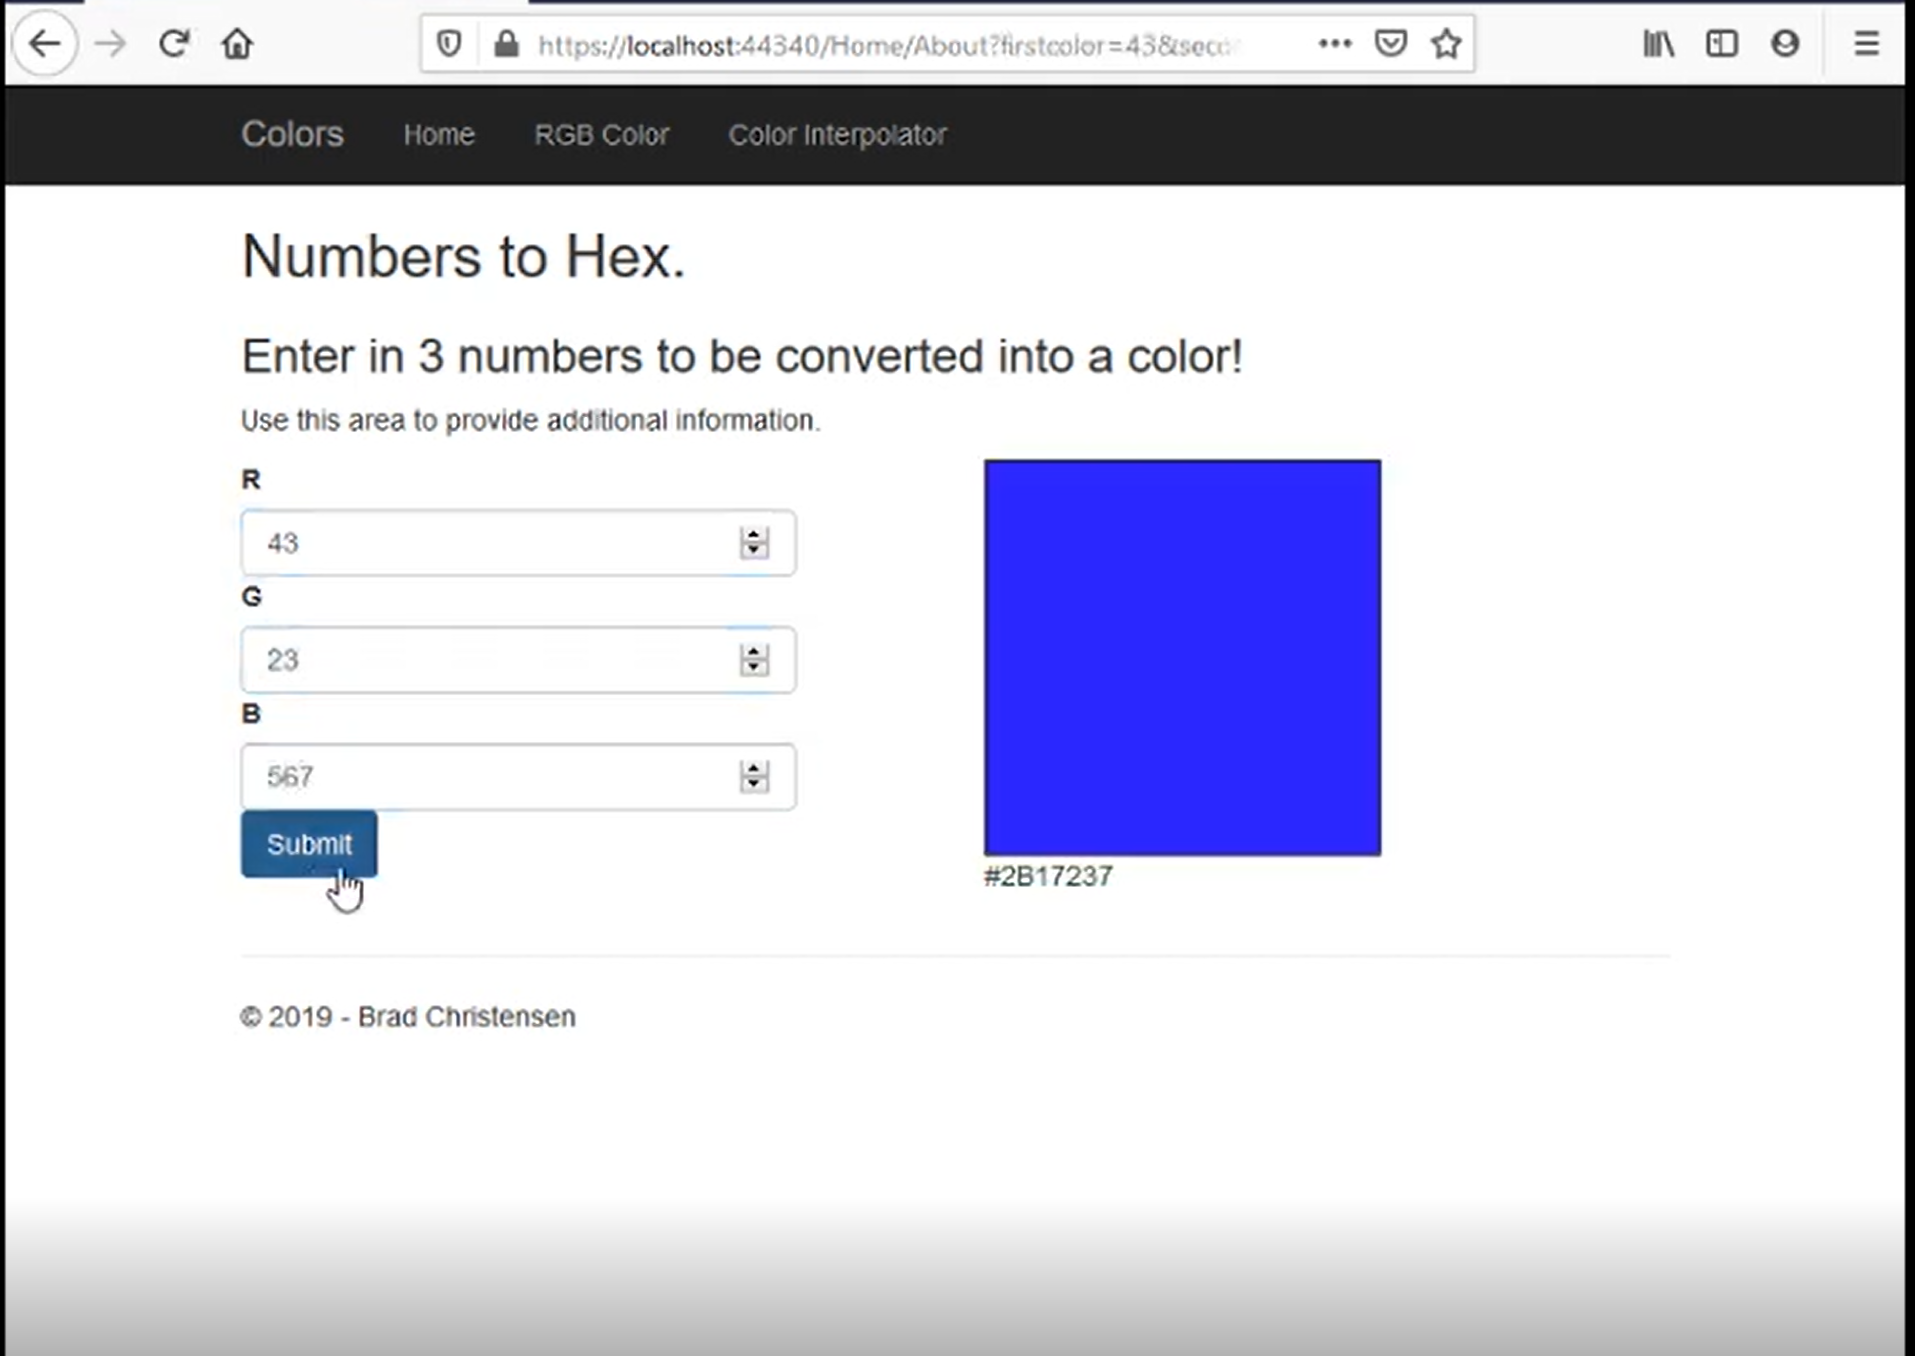 https://localhost:44340/Home/About?firstcolor=43&seco
Colors Home RGB Color Color Interpolator
Numbers to Hex.
Enter in 3 numbers to be converted into a color!
Use this area to provide additional information.
R
43
G
23
B
567
Submit
#2B17237
© 2019 - Brad Christensen